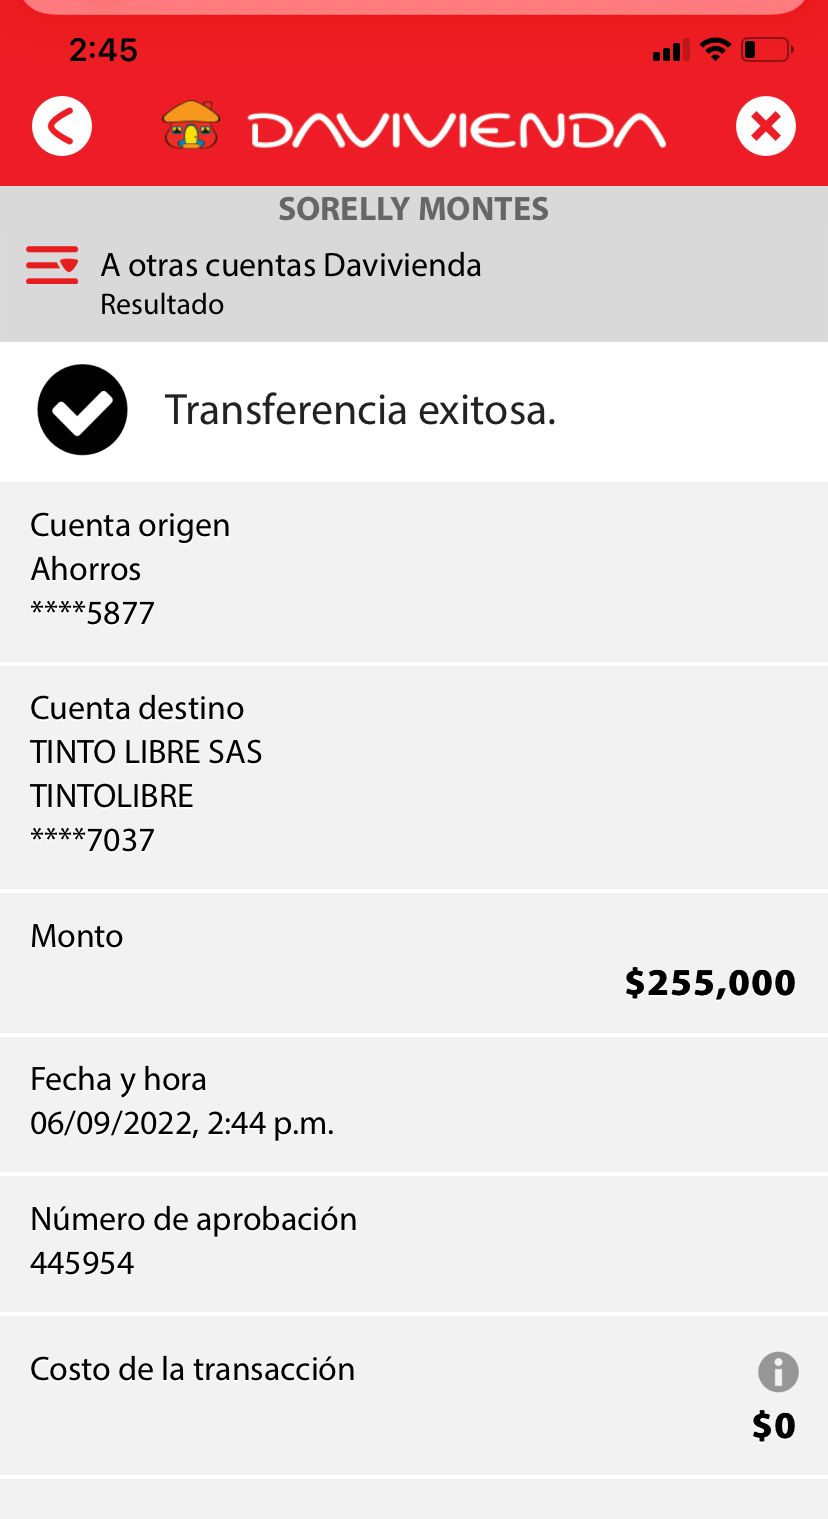 2:45
DAVIVIENDA
SORELLY MONTES
A otras cuentas Davivienda
Resultado
Transferencia exitosa.
Cuenta origen
Ahorros
****5877
Cuenta destino
TINTO LIBRE SAS
TINTOLIBRE
****7037
Monto
$255,000
Fecha y hora
06/09/2022, 2:44 p.m.
Número de aprobación
445954
Costo de la transacción
$0